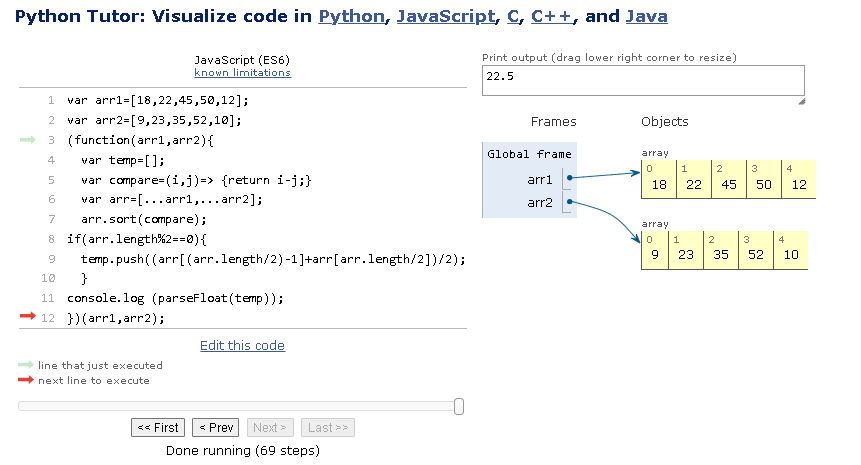 Python Tutor: Visualize code in Python, JavaScript, C, C++, and Java
JavaScript (ES6)
known limitations
1 var arr1=[18,22,45,50,12];
2 var arr2=[9,23,35,52,10];
3 (function(arr1,arr2){
4 var temp=[];
5 var compare=(i,j)=> {return i-j;}
6 var arr=[...arr1,...arr2];
7 arr.sort(compare);
8 if(arr.length%2==0){
9 temp.push((arr[(arr.length/2)-1]+arr[arr.length/2])/2);
10 }
11 console.log (parseFloat(temp));
12 })(arr1,arr2);
Edit this code
line that just executed
next line to execute
<< First < Prev Next > Last >>
Done running (69 steps)
Print output (drag lower right corner to resize)
22.5
Frames Objects
Global frame
arr1
arr2
array
0 1 2 3 4
18 22 45 50 12
array
0 1 2 3 4
9 23 35 52 10